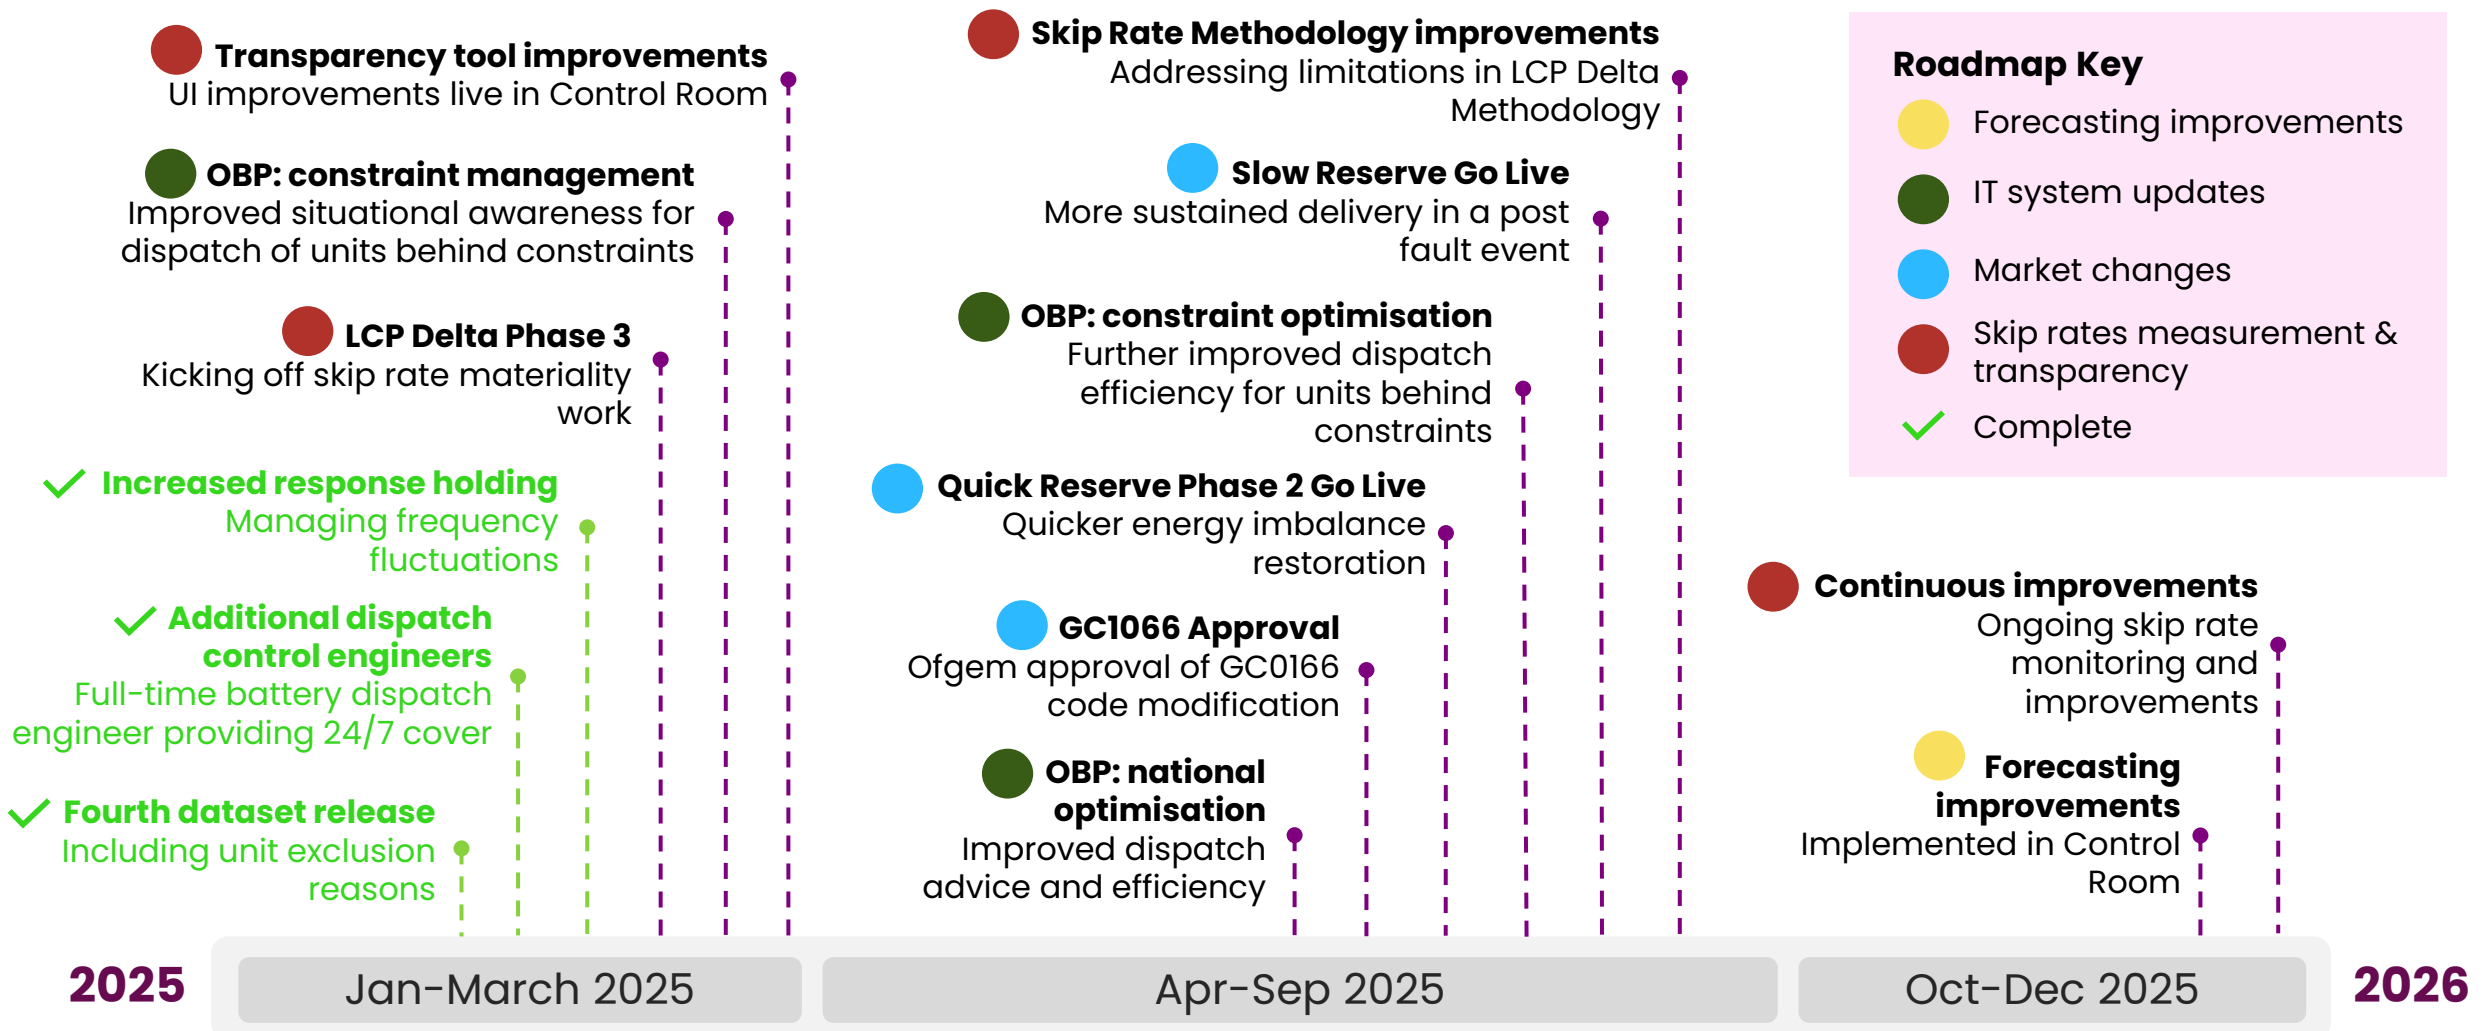 Transparency tool improvements
UI improvements live in Control Room
OBP: constraint management
Improved situational awareness for
dispatch of units behind constraints
LCP Delta Phase 3
Kicking off skip rate materiality
work
Increased response holding
Managing frequency
fluctuations
Additional dispatch
control engineers
Full-time battery dispatch
engineer providing 24/7 cover
Fourth dataset release
Including unit exclusion
reasons
Skip Rate Methodology improvements
Addressing limitations in LCP Delta
Methodology
Slow Reserve Go Live
More sustained delivery in a post
fault event
OBP: constraint optimisation
Further improved dispatch
efficiency for units behind
constraints
Quick Reserve Phase 2 Go Live
Quicker energy imbalance
restoration
GC1066 Approval
Ofgem approval of GC0166
code modification
OBP: national
optimisation
Improved dispatch
advice and efficiency
Roadmap Key
Forecasting improvements
IT system updates
Market changes
Skip rates measurement &
transparency
Complete
Continuous improvements
Ongoing skip rate
monitoring and
improvements
Forecasting
improvements
Implemented in Control
Room
2025
Jan-March 2025
Apr-Sep 2025
Oct-Dec 2025
2026